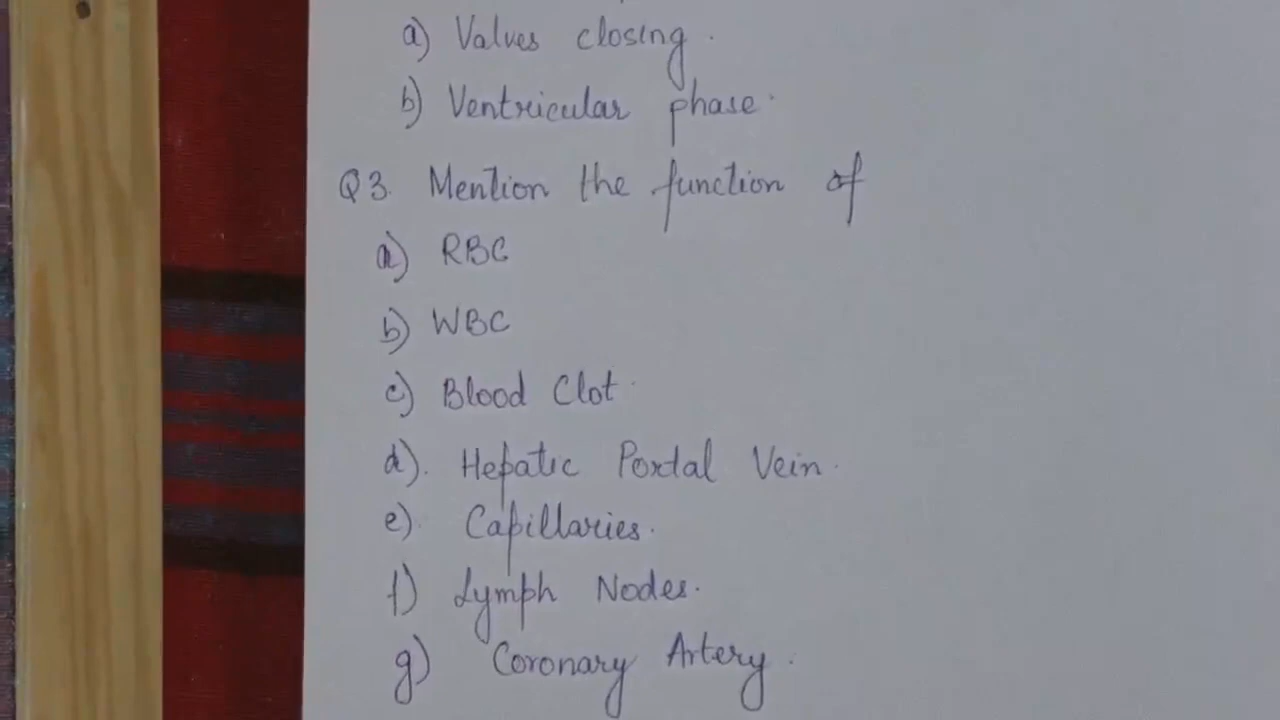 a) Valves closing.
b) Ventricular phase.
Q3. Mention the function of
a) RBC
b) WBC
c) Blood Clot.
d). Hepatic Portal Vein.
e). Capillaries.
f) Lymph Nodes.
g) Coronary Artery.